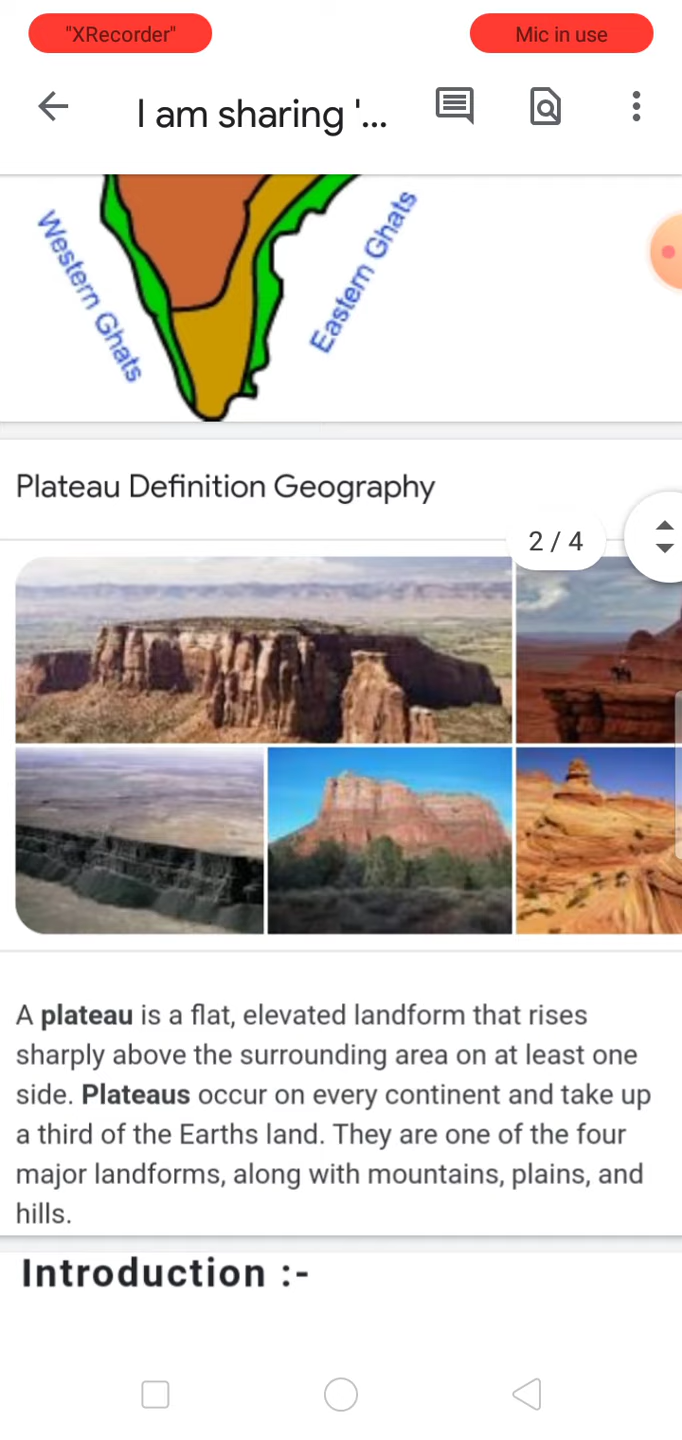 "XRecorder"
Mic in use
I am sharing '...
Western Ghats
Eastern Ghats
Plateau Definition Geography
2 / 4
A plateau is a flat, elevated landform that rises
sharply above the surrounding area on at least one
side. Plateaus occur on every continent and take up
a third of the Earths land. They are one of the four
major landforms, along with mountains, plains, and
hills.
Introduction :-